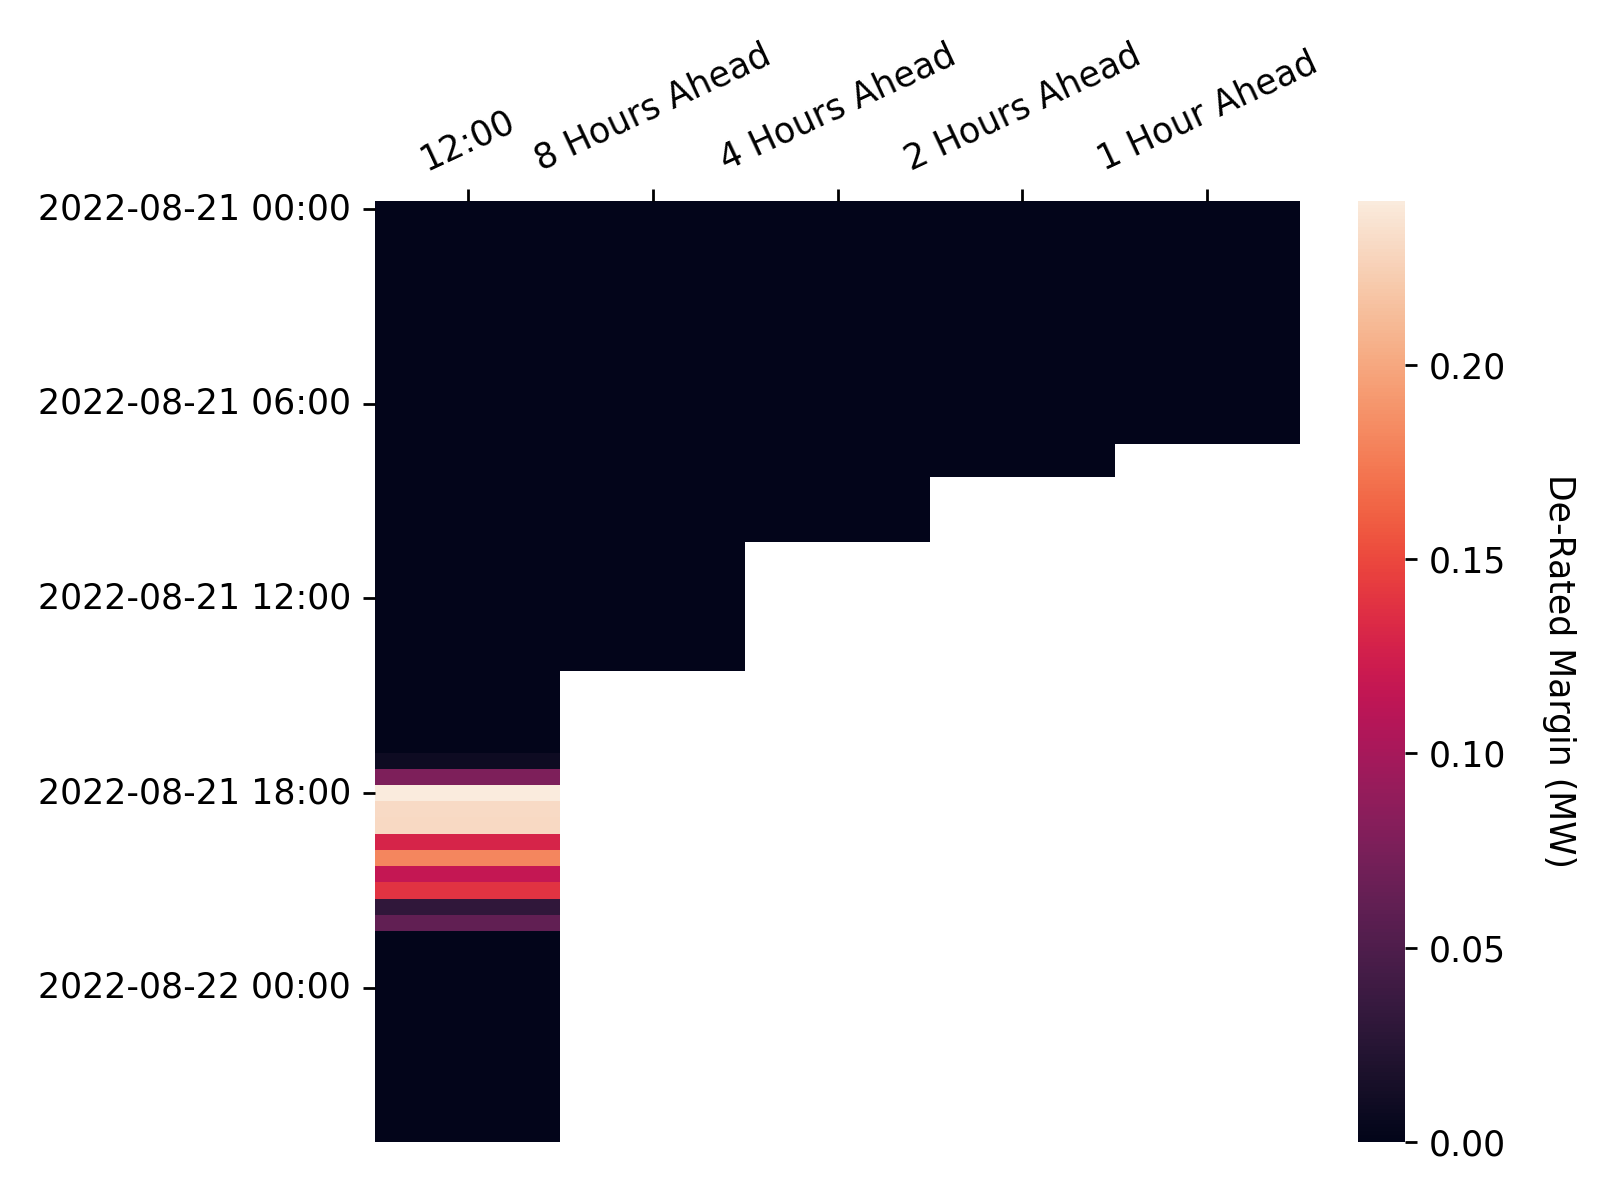 12:00
8 Hours Ahead
4 Hours Ahead
2 Hours Ahead
1 Hour Ahead
2022-08-21 00:00
2022-08-21 06:00
2022-08-21 12:00
2022-08-21 18:00
2022-08-22 00:00
0.20
0.15
0.10
0.05
0.00
De-Rated Margin (MW)